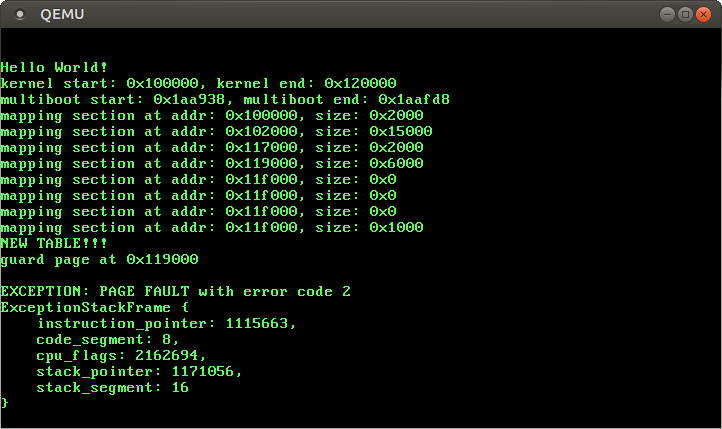 QEMU
Hello World!
kernel start: 0x100000, kernel end: 0x120000
multiboot start: 0x1aa938, multiboot end: 0x1aafd8
mapping section at addr: 0x100000, size: 0x2000
mapping section at addr: 0x102000, size: 0x15000
mapping section at addr: 0x117000, size: 0x2000
mapping section at addr: 0x119000, size: 0x6000
mapping section at addr: 0x11f000, size: 0x0
mapping section at addr: 0x11f000, size: 0x0
mapping section at addr: 0x11f000, size: 0x0
mapping section at addr: 0x11f000, size: 0x1000
NEW TABLE!!!
guard page at 0x119000
EXCEPTION: PAGE FAULT with error code 2
ExceptionStackFrame {
    instruction_pointer: 1115663,
    code_segment: 8,
    cpu_flags: 2162694,
    stack_pointer: 1171056,
    stack_segment: 16
}